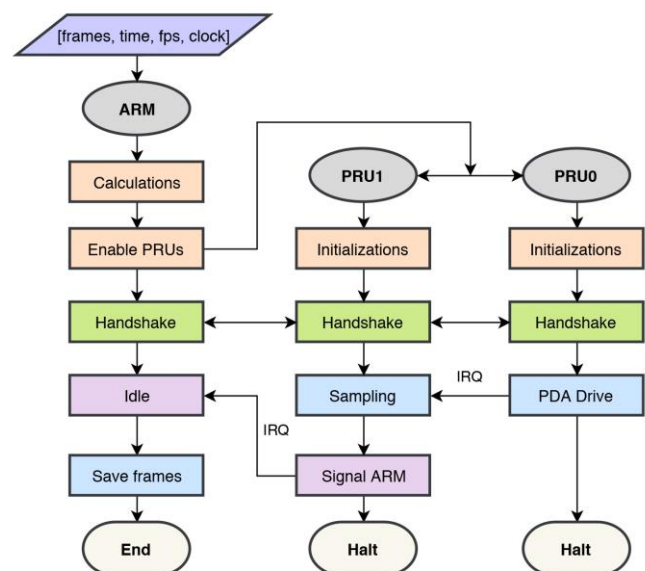 [frames, time, fps, clock]
ARM
Calculations
PRU1
PRU0
Enable PRUs
Initializations
Initializations
Handshake
Handshake
Handshake
IRQ
Idle
Sampling
PDA Drive
IRQ
Save frames
Signal ARM
End
Halt
Halt